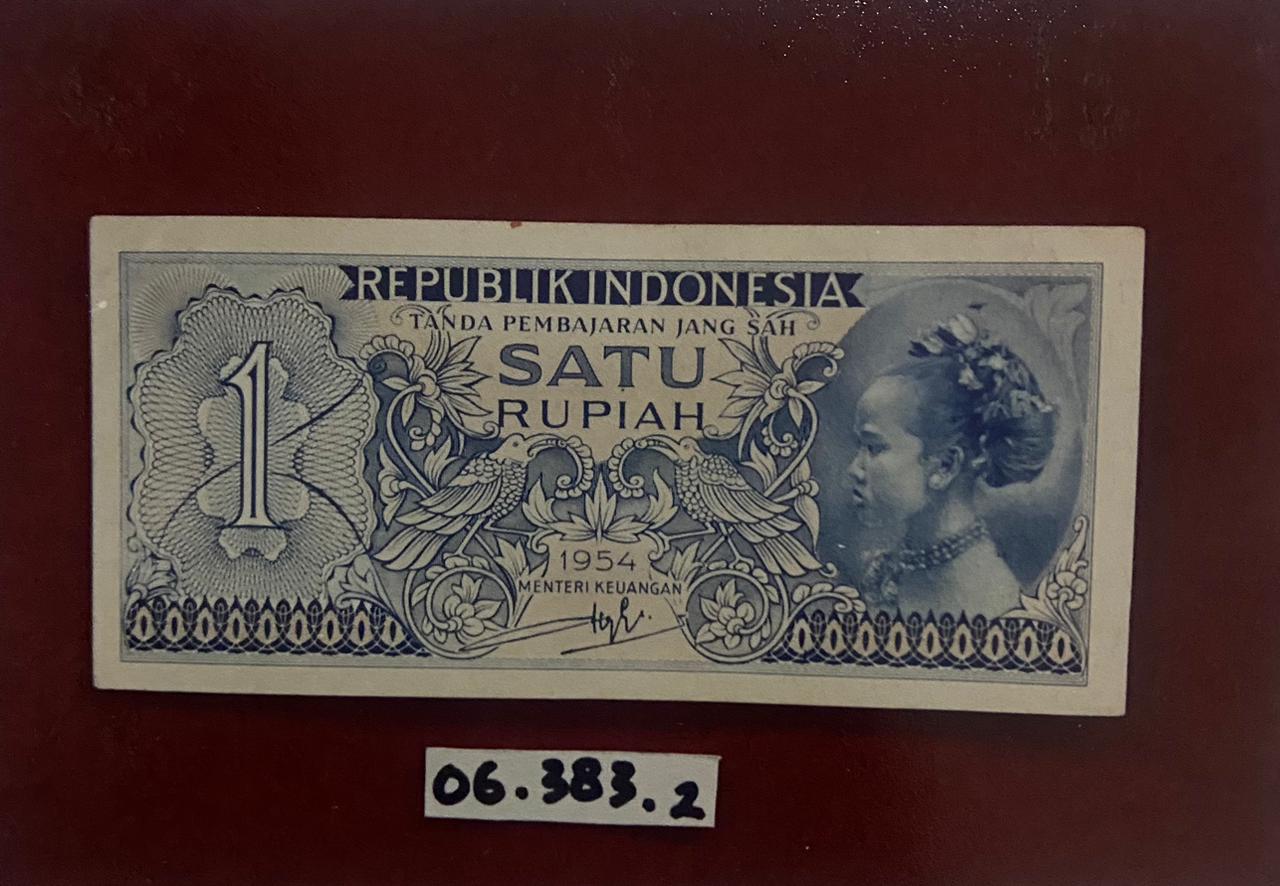 REPUBLIK INDONESIA
TANDA PEMBAJARAN JANG SAH
SATU
RUPIAH
1
1954
MENTERI KEUANGAN
06.383.2